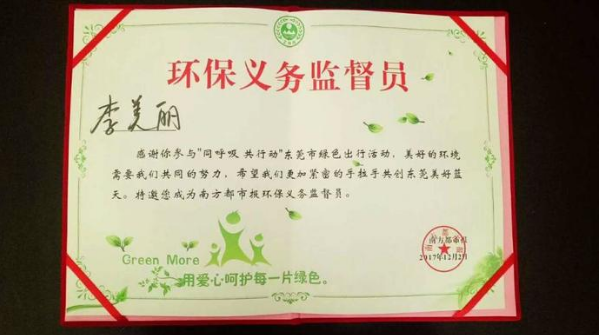 环保义务监督员
李美丽
感谢你参与"同呼吸 共行动"东莞市绿色出行活动，美好的环境
需要我们共同的努力，希望我们更加紧密的手拉手共创东莞美好蓝
天。特邀您成为南方都市报环保义务监督员。
南方都市报
2017年12月2日
Green More
用爱心呵护每一片绿色。